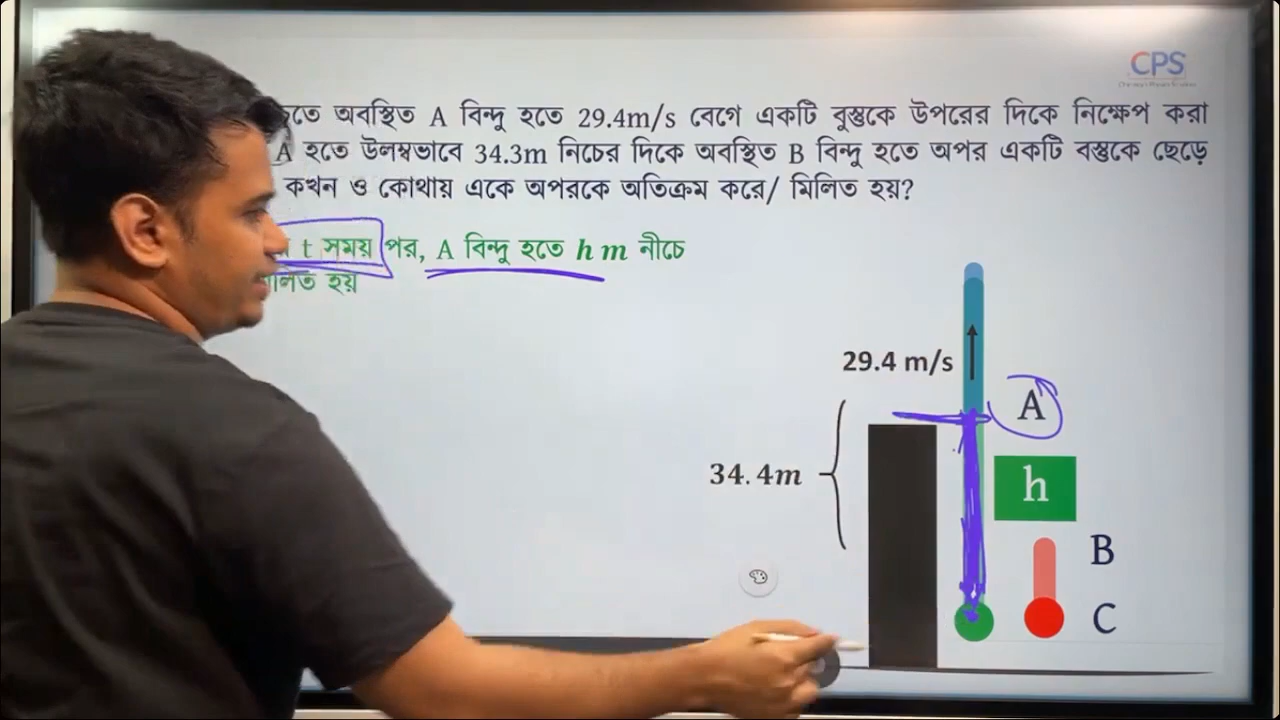 CPS
অবস্থিত A বিন্দু হতে 29.4m/s বেগে একটি বুস্তুকে উপরের দিকে নিক্ষেপ করা
A হতে উলম্বভাবে 34.3m নিচের দিকে অবস্থিত B বিন্দু হতে অপর একটি বস্তুকে ছেড়ে
কখন ও কোথায় একে অপরকে অতিক্রম করে/ মিলিত হয়?
t সময় পর, A বিন্দু হতে h m নীচে
হয়
29.4 m/s
A
34.4m
h
B
C